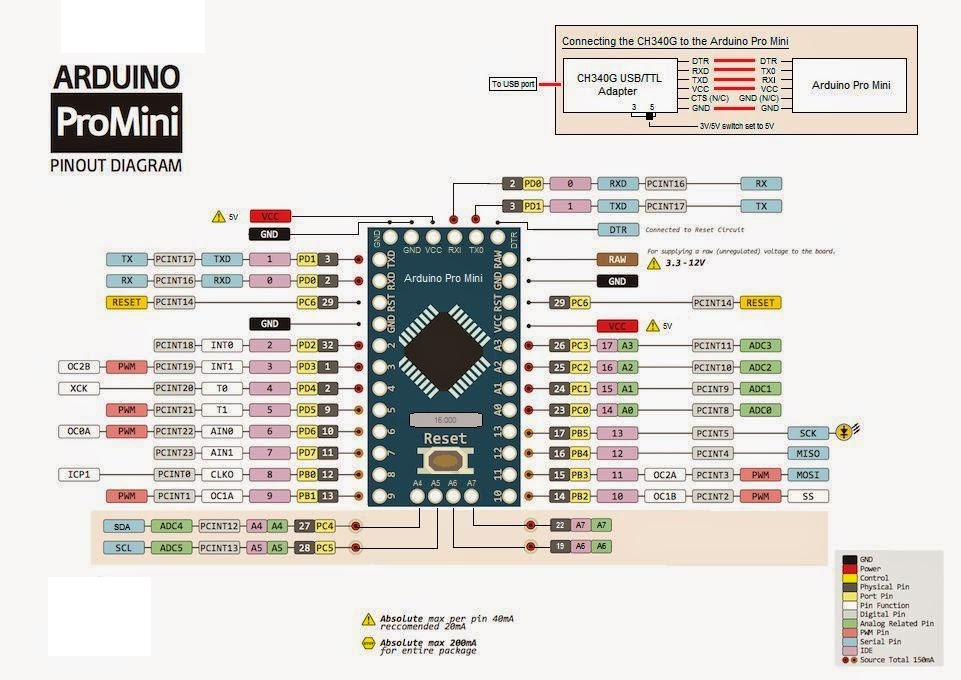 ARDUINO
ProMini
PINOUT DIAGRAM
Connecting the CH340G to the Arduino Pro Mini
To USB port
CH340G USB/TTL
Adapter
3 5
DTR DTR
RXD TX0
TXD RXI
VCC VCC
CTS (N/C) GND (N/C)
GND GND
Arduino Pro Mini
3V/5V switch set to 5V
2 PD0 0 RXD PCINT16 RX
3 PD1 1 TXD PCINT17 TX
5V VCC
GND
DTR Connected to Reset Circuit
For supplying a raw (unregulated) voltage to the board.
RAW 3.3-12V
GND
GND GND VCC RXI TX0 DTR
Arduino Pro Mini
TXD RXD RST GND 2 3 4 5 6 7 8 9
RAW GND RST VCC A3 A2 A1 A0 13 12 11 10
16.000
Reset
A4 A5 A6 A7
TX PCINT17 TXD 1 PD1 3
RX PCINT16 RXD 0 PD0 2
RESET PCINT14 PC6 29
GND
PCINT18 INT0 2 PD2 32
OC2B PWM PCINT19 INT1 3 PD3 1
XCK PCINT20 T0 4 PD4 2
PWM PCINT21 T1 5 PD5 9
OC0A PWM PCINT22 AIN0 6 PD6 10
PCINT23 AIN1 7 PD7 11
ICP1 PCINT0 CLKO 8 PB0 12
PWM PCINT1 OC1A 9 PB1 13
29 PC6 PCINT14 RESET
VCC 5V
26 PC3 17 A3 PCINT11 ADC3
25 PC2 16 A2 PCINT10 ADC2
24 PC1 15 A1 PCINT9 ADC1
23 PC0 14 A0 PCINT8 ADC0
17 PB5 13 PCINT5 SCK
16 PB4 12 PCINT4 MISO
15 PB3 11 OC2A PCINT3 PWM MOSI
14 PB2 10 OC1B PCINT2 PWM SS
SDA ADC4 PCINT12 A4 A4 27 PC4
SCL ADC5 PCINT13 A5 A5 28 PC5
22 A7 A7
19 A6 A6
Absolute max per pin 40mA
reccomended 20mA
Absolute max 200mA
for entire package
GND
Power
Control
Physical Pin
Port Pin
Pin Function
Digital Pin
Analog Related Pin
PWM Pin
Serial Pin
IDE
Source Total 150mA